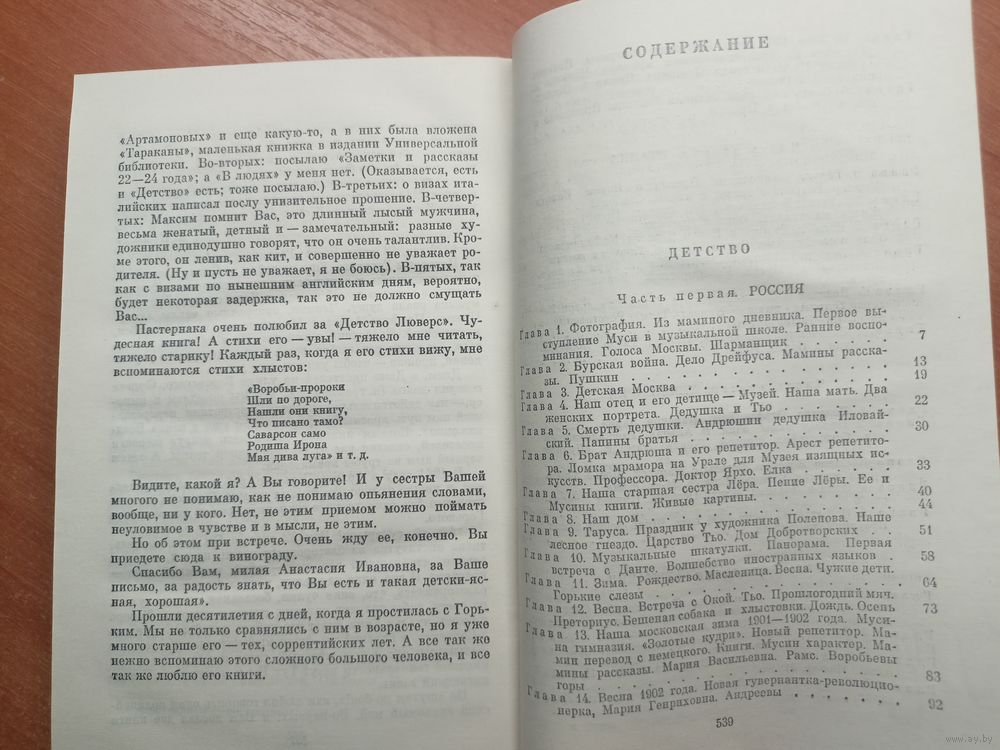 «Артамоновых» и еще какую-то, а в них была вложена
«Тараканы», маленькая книжка в издании Универсальной
библиотеки. Во-вторых: посылаю «Заметки и рассказы
22—24 года»; а «В людях» у меня нет. (Оказывается, есть
и «Детство» есть; тоже посылаю.) В-третьих: о визах ита-
лийских написал послу унизительное прошение. В-четвер-
тых: Максим помнит Вас, это длинный лысый мужчина,
весьма женатый, детный и — замечательный: разные ху-
дожники единодушно говорят, что он очень талантлив. Кро-
ме этого, он ленив, как кит, и совершенно не уважает ро-
дителя. (Ну и пусть не уважает, я не боюсь). В-пятых, так
как с визами по нынешним английским дням, вероятно,
будет некоторая задержка, так это не должно смущать
Вас...
Пастернака очень полюбил за «Детство Люверс». Чу-
десная книга! А стихи его — увы! — тяжело мне читать,
тяжело старику! Каждый раз, когда я его стихи вижу, мне
вспоминаются стихи хлыстов:
«Воробьи-пророки
Шли по дороге,
Нашли они книгу,
Что писано тамо?
Саварсон само
Родиша Ирона
Мая дива луга» и т. д.
Видите, какой я? А Вы говорите! И у сестры Вашей
многого не понимаю, как не понимаю опьянения словами,
вообще, ни у кого. Нет, не этим приемом можно поймать
неуловимое в чувстве и в мысли, не этим.
Но об этом при встрече. Очень жду ее, конечно. Вы
приедете сюда к винограду.
Спасибо Вам, милая Анастасия Ивановна, за Ваше
письмо, за радость знать, что Вы есть и такая детски-яс-
ная, хорошая».
Прошли десятилетия с дней, когда я простилась с Горь-
ким. Мы не только сравнялись с ним в возрасте, но я уже
много старше его — тех, соррентийских лет. А все так же
нежно вспоминаю этого сложного большого человека, и все
так же люблю его книги.
СОДЕРЖАНИЕ
ДЕТСТВО
Часть первая. РОССИЯ
Глава 1. Фотография. Из маминого дневника. Первое вы-
ступление Муси в музыкальной школе. Ранние воспо-
минания. Голоса Москвы. Шарманщик . . . . . . 7
Глава 2. Бурская война. Дело Дрейфуса. Мамины расска-
зы. Пушкин . . . . . . . . . . . . 13
Глава 3. Детская Москва . . . . . . . . . . 19
Глава 4. Наш отец и его детище — Музей. Наша мать. Два
женских портрета. Дедушка и Тьо . . . . . . . 22
Глава 5. Смерть дедушки. Андрюшин дедушка Иловай-
ский. Папины братья . . . . . . . . . . 30
Глава 6. Брат Андрюша и его репетитор. Арест репетито-
ра. Ломка мрамора на Урале для Музея изящных ис-
кусств. Профессора. Доктор Ярхо. Елка . . . . . 33
Глава 7. Наша старшая сестра Лёра. Пение Лёры. Ее и
Мусины книги. Живые картины. . . . . . . . 40
Глава 8. Наш дом . . . . . . . . . . . . 44
Глава 9. Таруса. Праздник у художника Поленова. Наше
лесное гнездо. Царство Тьо. Дом Добротворских . . 51
Глава 10. Музыкальные шкатулки. Панорама. Первая
встреча с Данте. Волшебство иностранных языков . 58
Глава 11. Зима. Рождество. Масленица. Весна. Чужие дети.
Горькие слезы . . . . . . . . . . . . 64
Глава 12. Весна. Встреча с Окой. Тьо. Прошлогодний мяч.
Преториус. Бешеная собака и хлыстовки. Дождь. Осень 73
Глава 13. Наша московская зима 1901—1902 года. Муси-
на гимназия. «Золотые кудри». Новый репетитор. Ма-
мин перевод с немецкого. Книги. Мусин характер. Ма-
мины рассказы. Мария Васильевна. Рамс. Воробьевы
горы . . . . . . . . . . . . . . . 83
Глава 14. Весна 1902 года. Новая гувернантка-революцио-
нерка, Мария Генриховна. Андреевы . . . . . . 92
539
www.ay.by